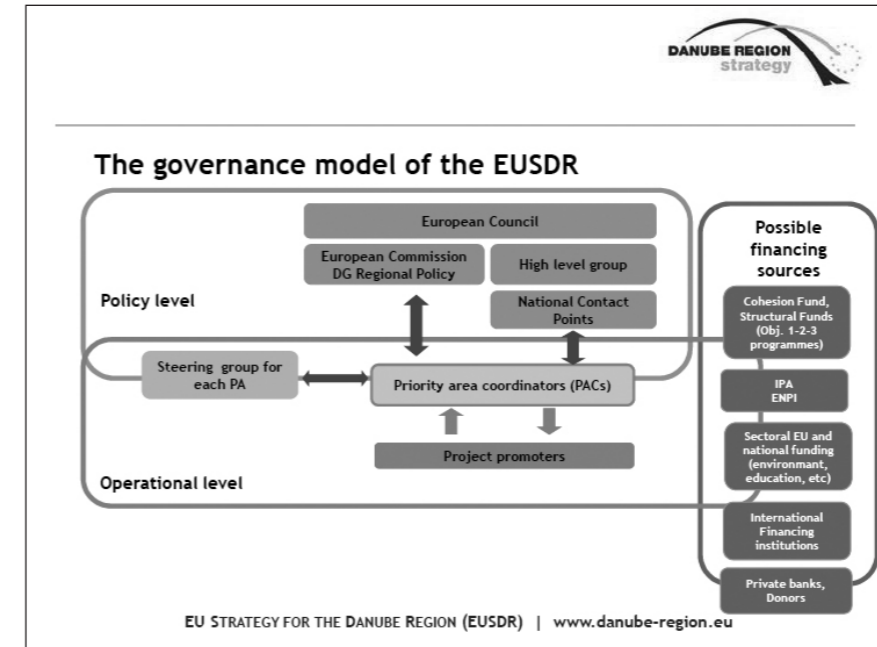 DANUBE REGION
strategy
The governance model of the EUSDR
European Council
European Commission
DG Regional Policy
High level group
National Contact
Points
Policy level
Steering group for
each PA
Priority area coordinators (PACs)
Project promoters
Operational level
Possible
financing
sources
Cohesion Fund,
Structural Funds
(Obj. 1-2-3
programmes)
IPA
ENPI
Sectoral EU and
national funding
(environmant,
education, etc)
International
Financing
institutions
Private banks,
Donors
EU STRATEGY FOR THE DANUBE REGION (EUSDR) | www.danube-region.eu